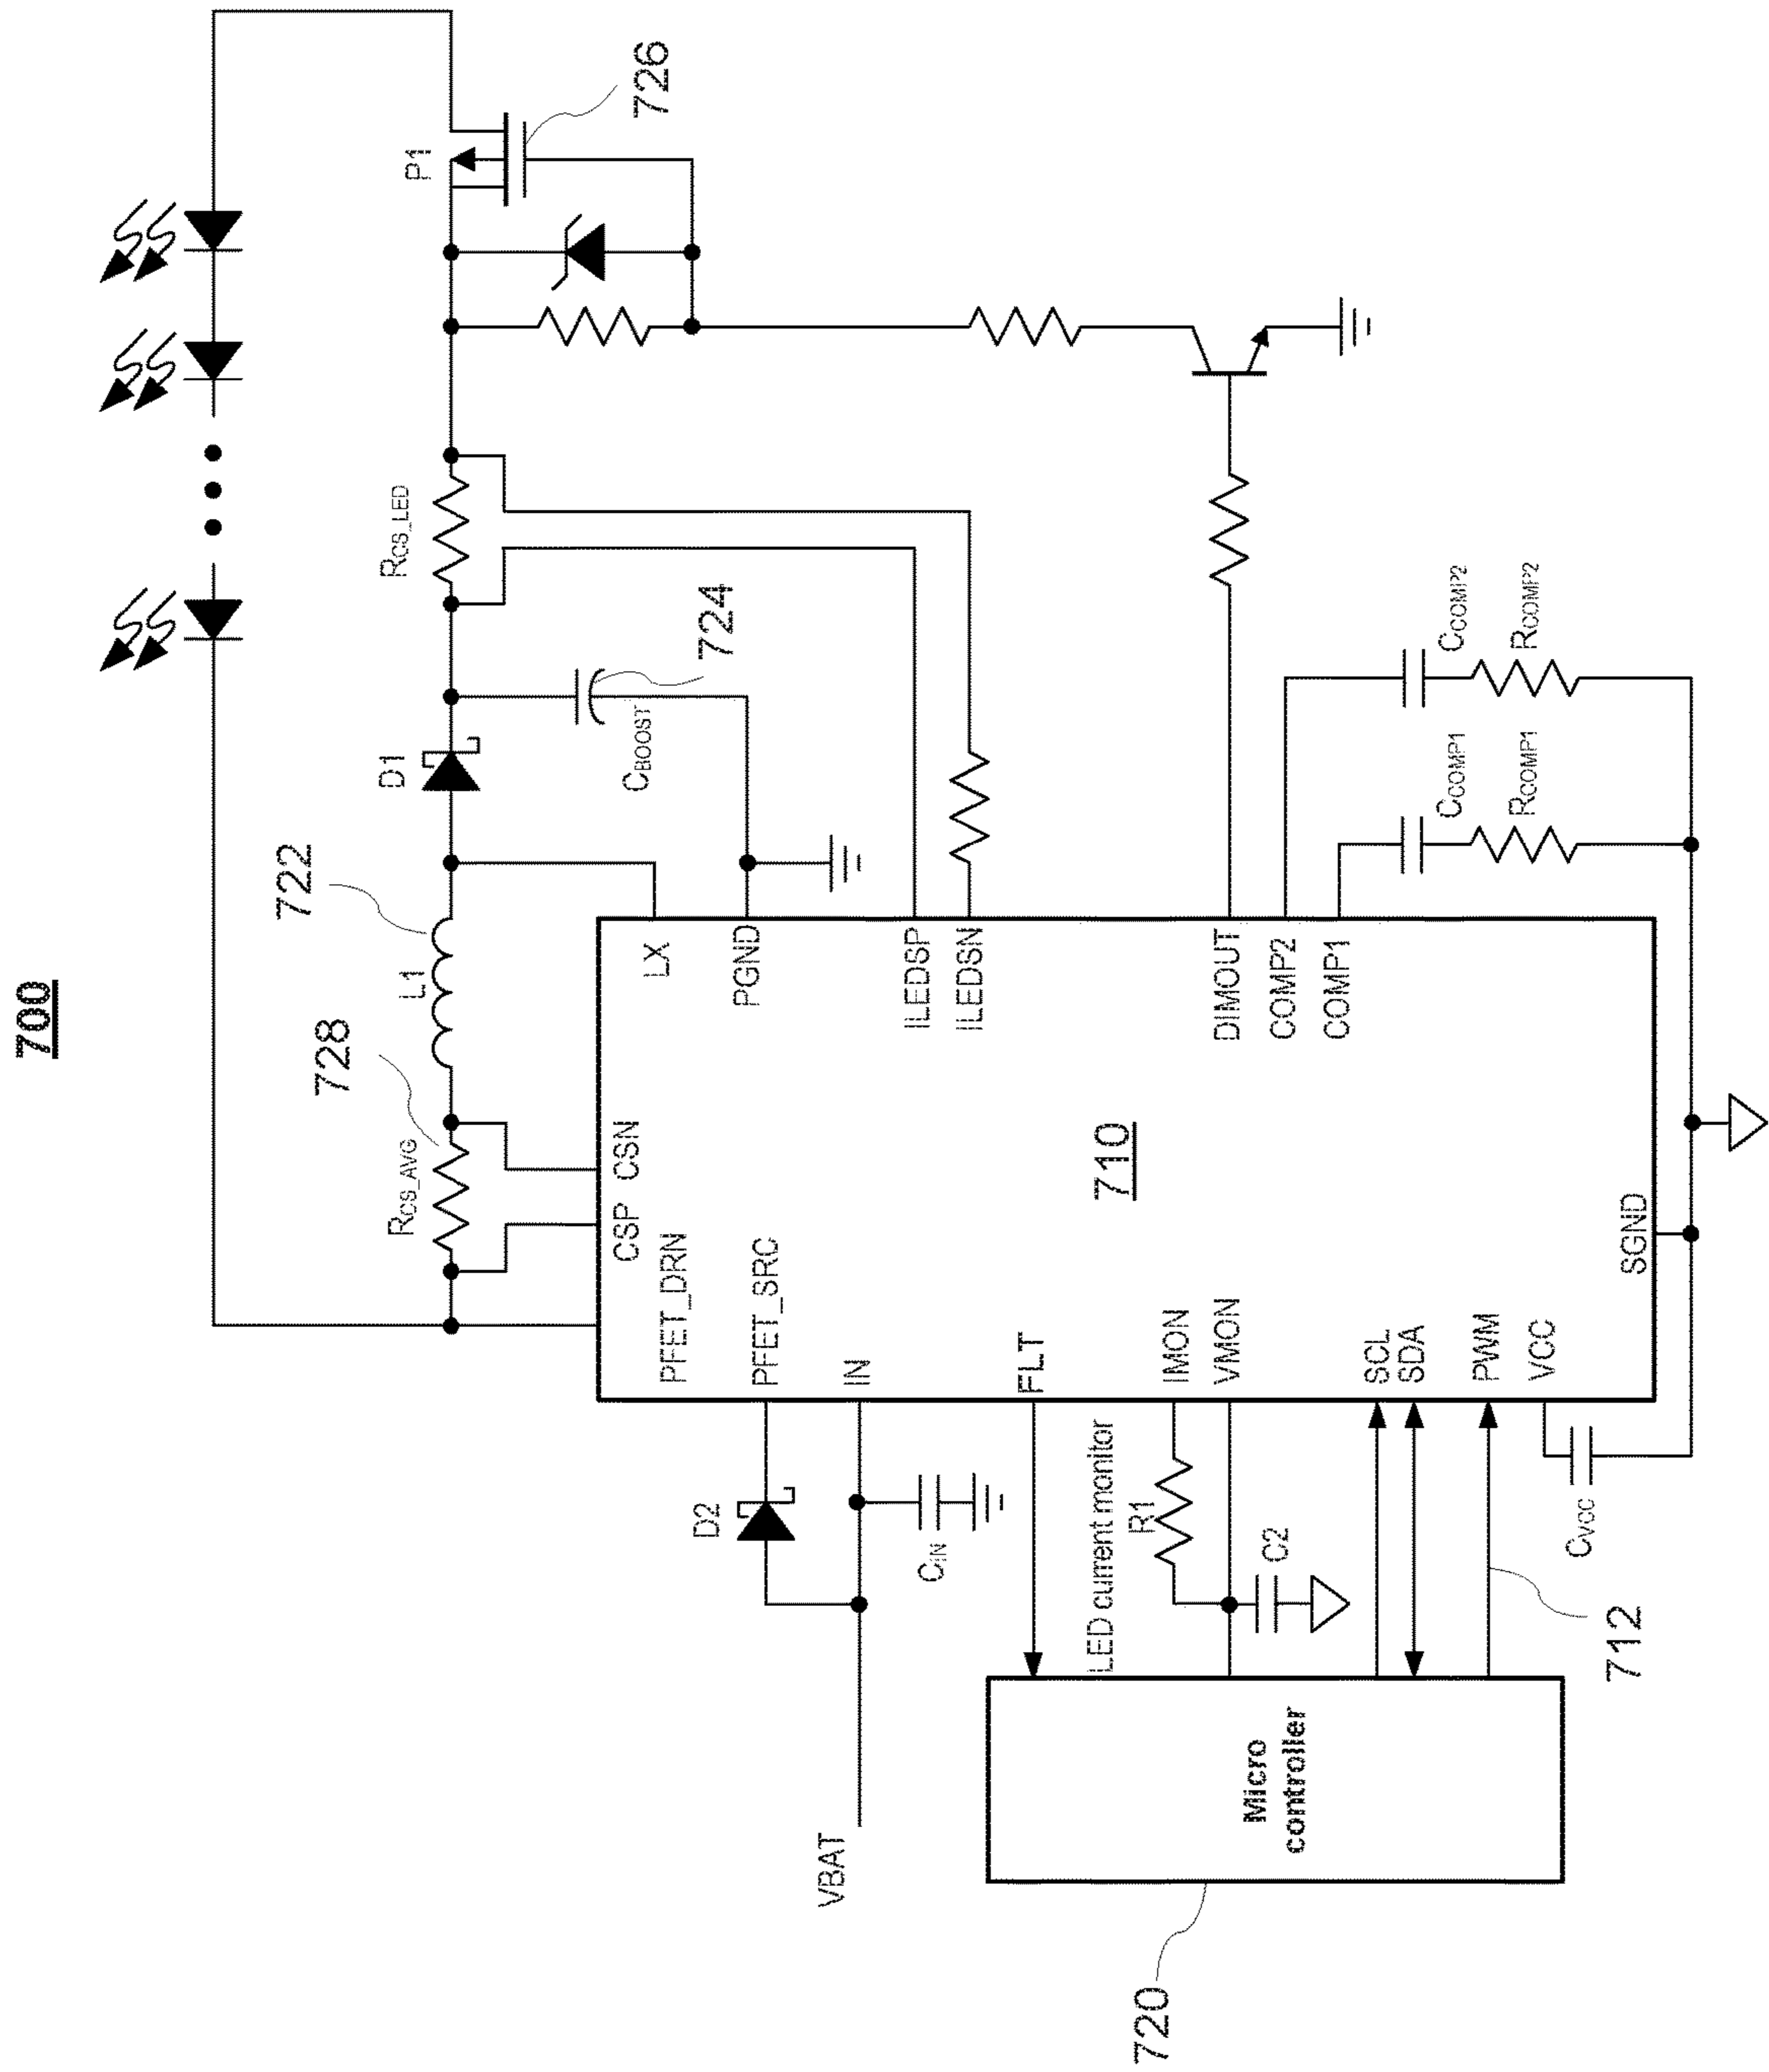 700
726
P1
RCS_LED
724
CBOOST
D1
722
L1
728
RCS_AVG
LX
PGND
ILEDSP
ILEDSN
DIMOUT
COMP2
COMP1
CCOMP2
RCOMP2
CCOMP1
RCOMP1
CSP CSN
PFET_DRN
PFET_SRC
IN
FLT
IMON
VMON
SCL
SDA
PWM
VCC
SGND
710
D2
CIN
VBAT
LED current monitor
R1
C2
CVCC
712
Micro
controller
720